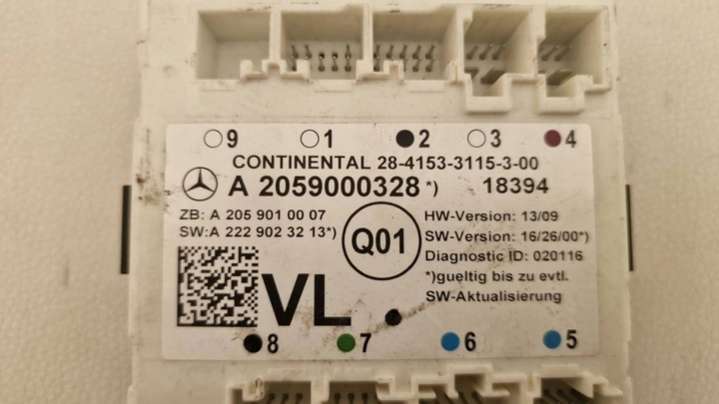 9 1 2 3 4
CONTINENTAL 28-4153-3115-3-00
A 2059000328 *) 18394
ZB: A 205 901 00 07
SW:A 222 902 32 13*)
Q01
HW-Version: 13/09
SW-Version: 16/26/00*)
Diagnostic ID: 020116
*)gueltig bis zu evtl.
SW-Aktualisierung
VL
8 7 6 5